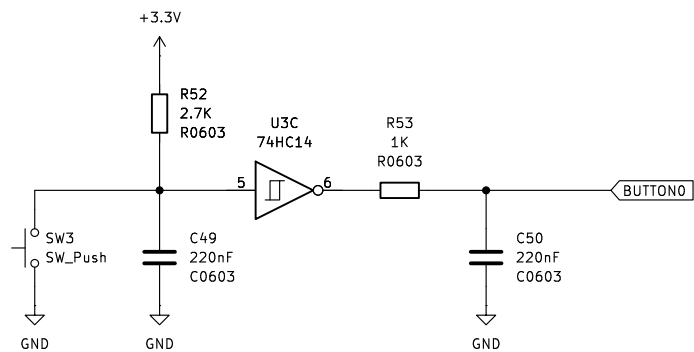 +3.3V
R52
2.7K
R0603
U3C
74HC14
R53
1K
R0603
5
6
BUTTON0
SW3
SW_Push
C49
220nF
C0603
C50
220nF
C0603
GND
GND
GND